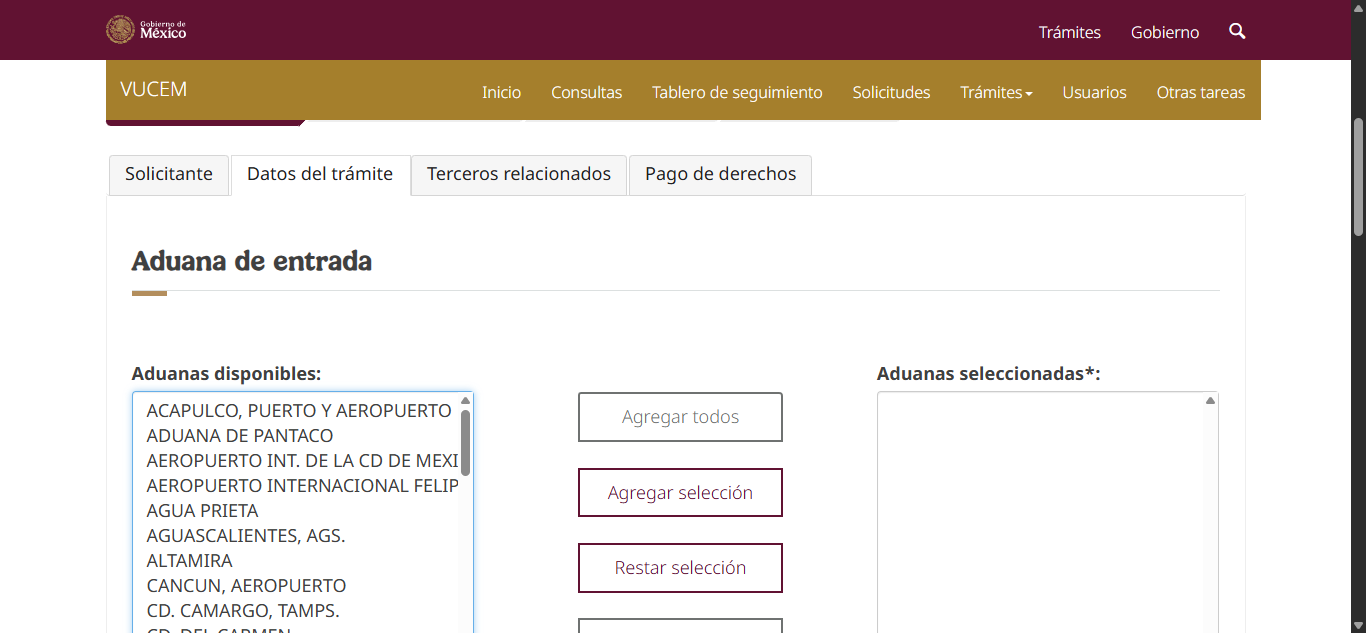 Gobierno de
México
Trámites
Gobierno
VUCEM
Inicio
Consultas
Tablero de seguimiento
Solicitudes
Trámites
Usuarios
Otras tareas
Solicitante
Datos del trámite
Terceros relacionados
Pago de derechos
Aduana de entrada
Aduanas disponibles:
ACAPULCO, PUERTO Y AEROPUERTO
ADUANA DE PANTACO
AEROPUERTO INT. DE LA CD DE MEXI
AEROPUERTO INTERNACIONAL FELIP
AGUA PRIETA
AGUASCALIENTES, AGS.
ALTAMIRA
CANCUN, AEROPUERTO
CD. CAMARGO, TAMPS.
CD. DEL CARMEN
Agregar todos
Agregar selección
Restar selección
Aduanas seleccionadas*: